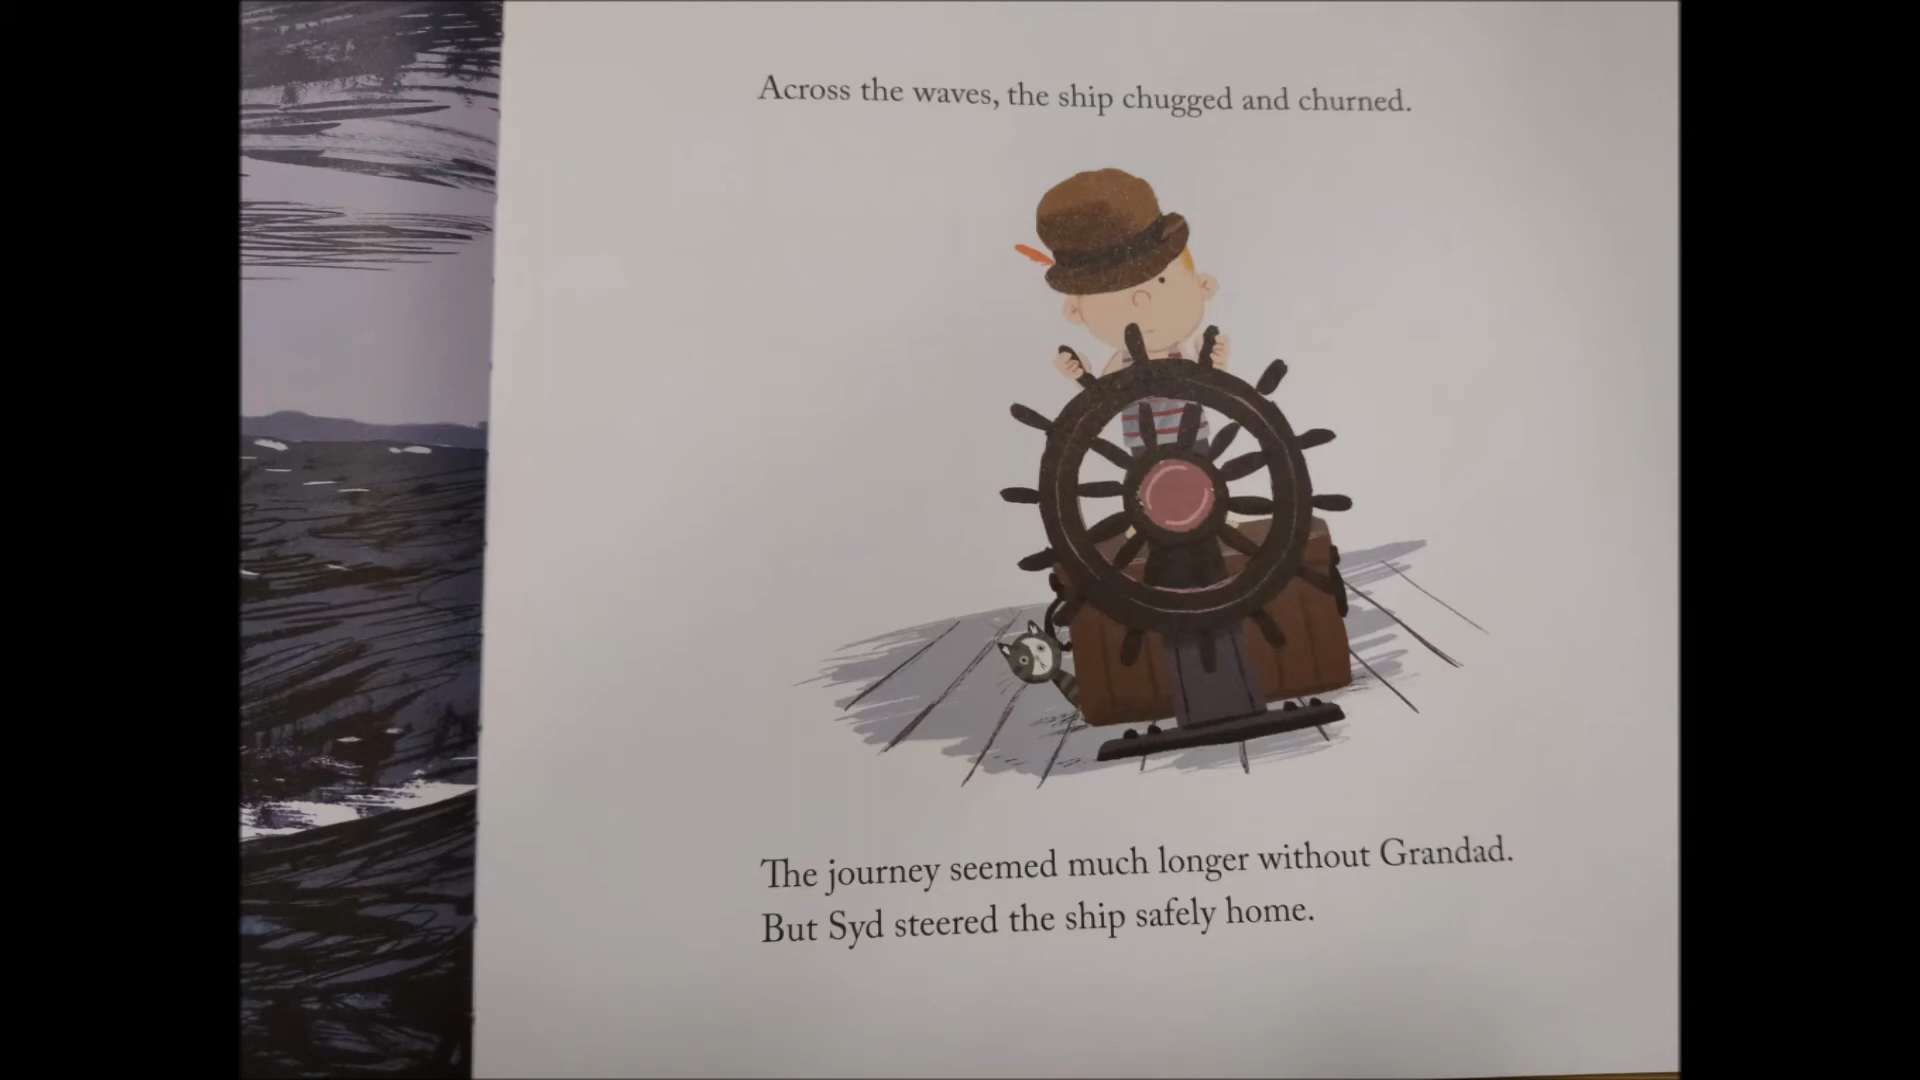 Across the waves, the ship chugged and churned.
The journey seemed much longer without Grandad.
But Syd steered the ship safely home.